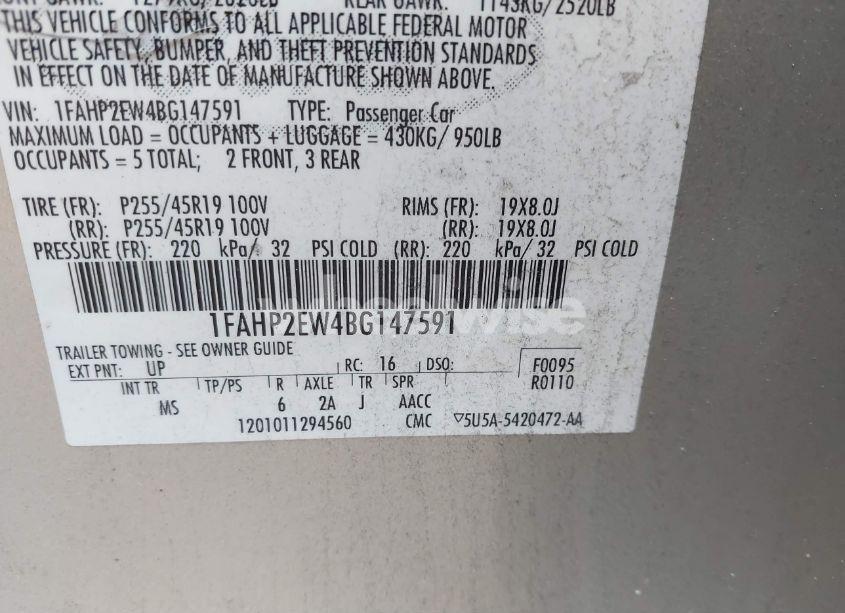 THIS VEHICLE CONFORMS TO ALL APPLICABLE FEDERAL MOTOR
VEHICLE SAFETY, BUMPER, AND THEFT PREVENTION STANDARDS
IN EFFECT ON THE DATE OF MANUFACTURE SHOWN ABOVE.
VIN: 1FAHP2EW4BG147591 TYPE: Passenger Car
MAXIMUM LOAD = OCCUPANTS + LUGGAGE = 430KG/ 950LB
OCCUPANTS = 5 TOTAL; 2 FRONT, 3 REAR
TIRE (FR): P255/45R19 100V RIMS (FR): 19X8.0J
(RR): P255/45R19 100V (RR): 19X8.0J
PRESSURE (FR): 220 kPa/ 32 PSI COLD (RR): 220 kPa/ 32 PSI COLD
1FAHP2EW4BG147591
TRAILER TOWING - SEE OWNER GUIDE
EXT PNT: UP RC: 16 DSO: F0095
INT TR TP/PS R AXLE TR SPR R0110
MS 6 2A J AACC
1201011294560 CMC ▽5U5A-5420472-AA